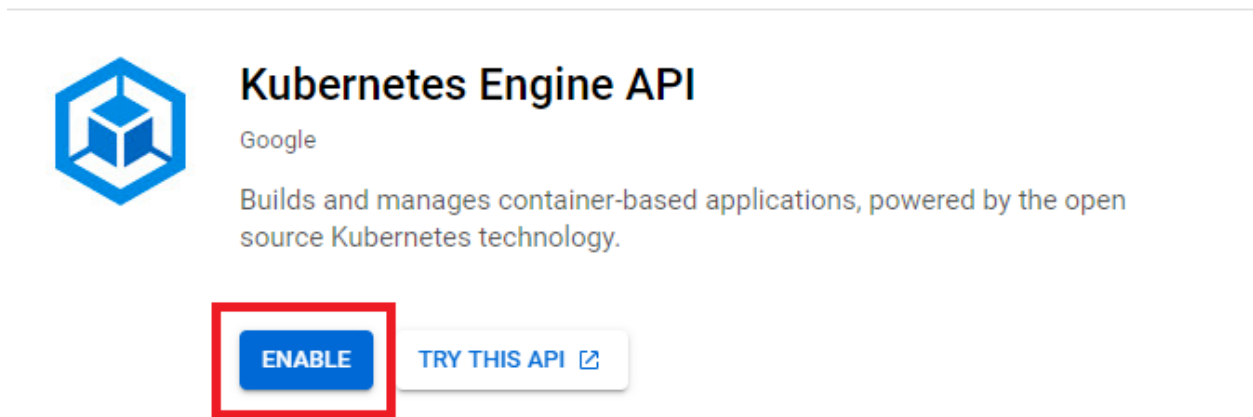 Kubernetes Engine API
Google
Builds and manages container-based applications, powered by the open
source Kubernetes technology.
ENABLE
TRY THIS API